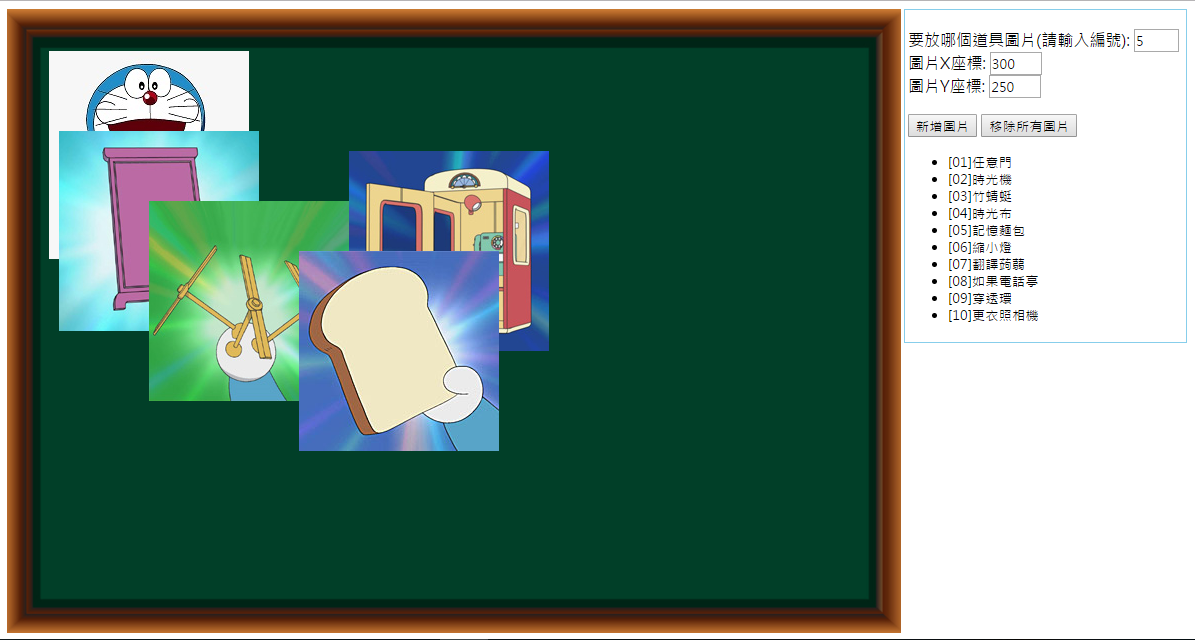 要放哪個道具圖片(請輸入編號): 5
圖片X座標: 300
圖片Y座標: 250
新增圖片 移除所有圖片
[01]任意門
[02]時光機
[03]竹蜻蜓
[04]時光布
[05]記憶麵包
[06]縮小燈
[07]翻譯蒟蒻
[08]如果電話亭
[09]穿透環
[10]更衣照相機